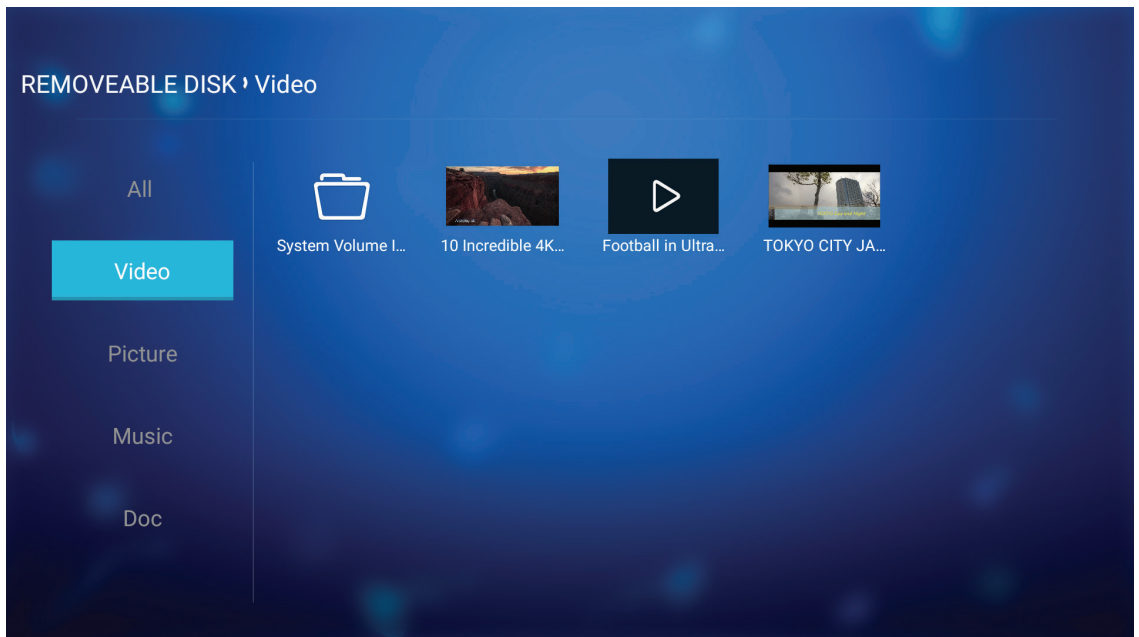 REMOVEABLE DISK › Video
All
Video
Picture
Music
Doc
System Volume I...
10 Incredible 4K...
Football in Ultra...
TOKYO CITY JA...